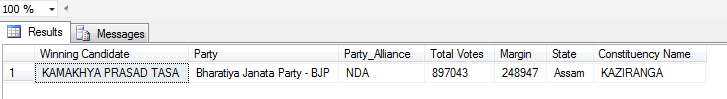 100 %
Results Messages
Winning Candidate Party Party_Alliance Total Votes Margin State Constituency Name
1 KAMAKHYA PRASAD TASA Bharatiya Janata Party - BJP NDA 897043 248947 Assam KAZIRANGA